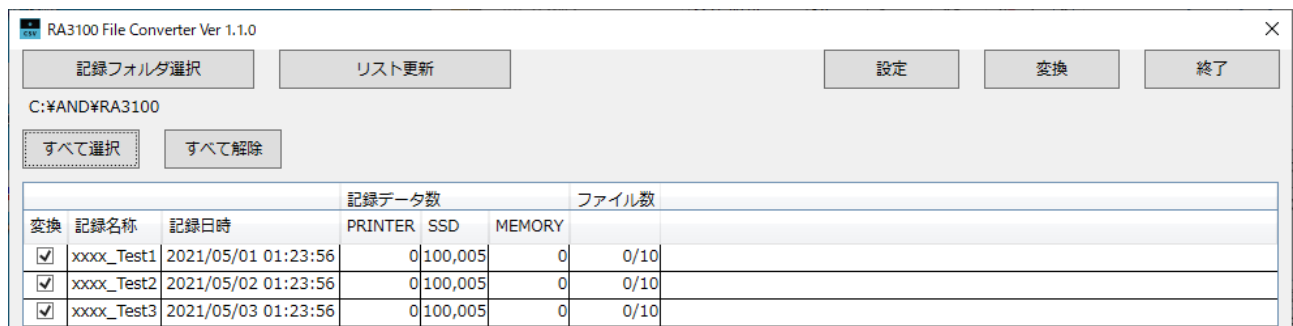 CSV
RA3100 File Converter Ver 1.1.0
記録フォルダ選択 リスト更新 設定 変換 終了
C:¥AND¥RA3100
すべて選択 すべて解除
記録データ数 ファイル数
変換 記録名称 記録日時 PRINTER SSD MEMORY
xxxx_Test1 2021/05/01 01:23:56 0 100,005 0 0/10
xxxx_Test2 2021/05/02 01:23:56 0 100,005 0 0/10
xxxx_Test3 2021/05/03 01:23:56 0 100,005 0 0/10